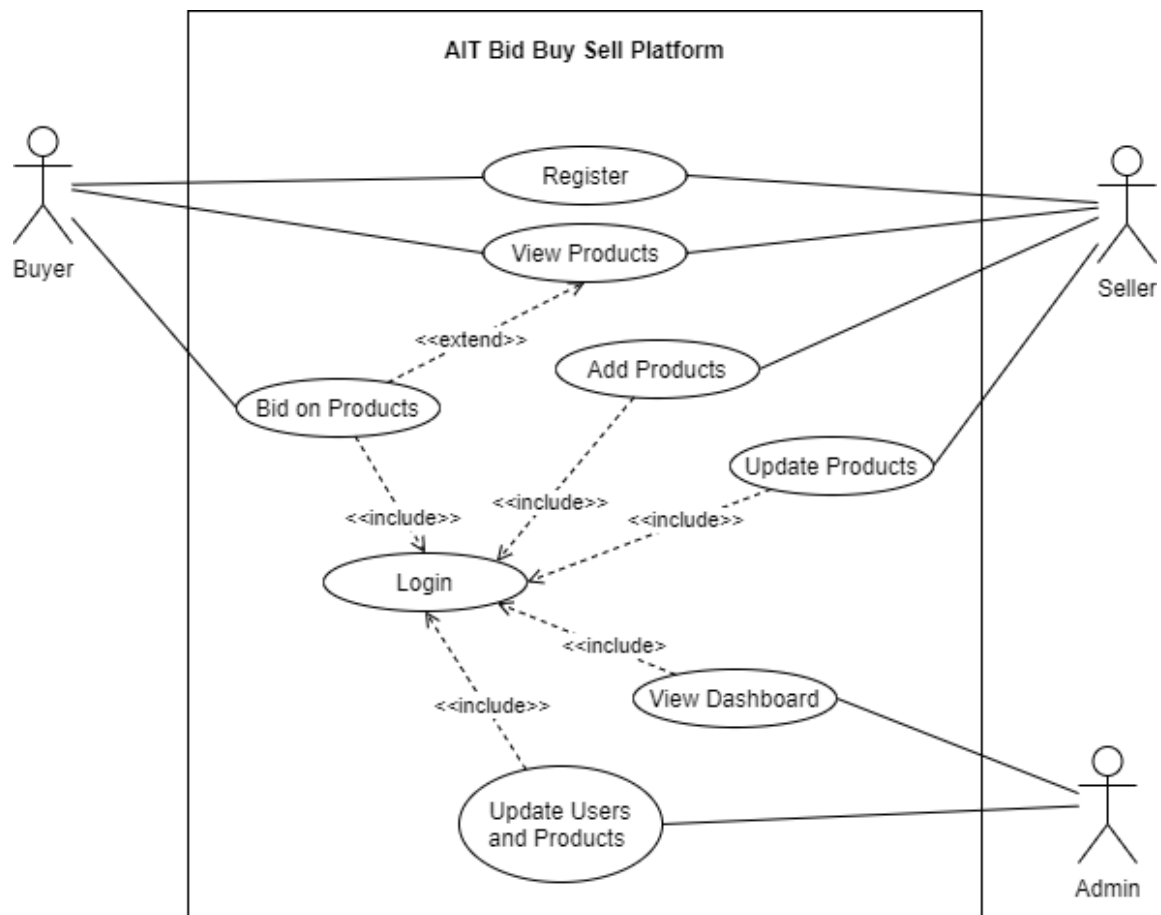 AIT Bid Buy Sell Platform
Register
View Products
Buyer
Seller
<<extend>>
Add Products
Bid on Products
Update Products
<<include>>
<<include>>
<<include>>
Login
<<include>
View Dashboard
<<include>>
Update Users
and Products
Admin